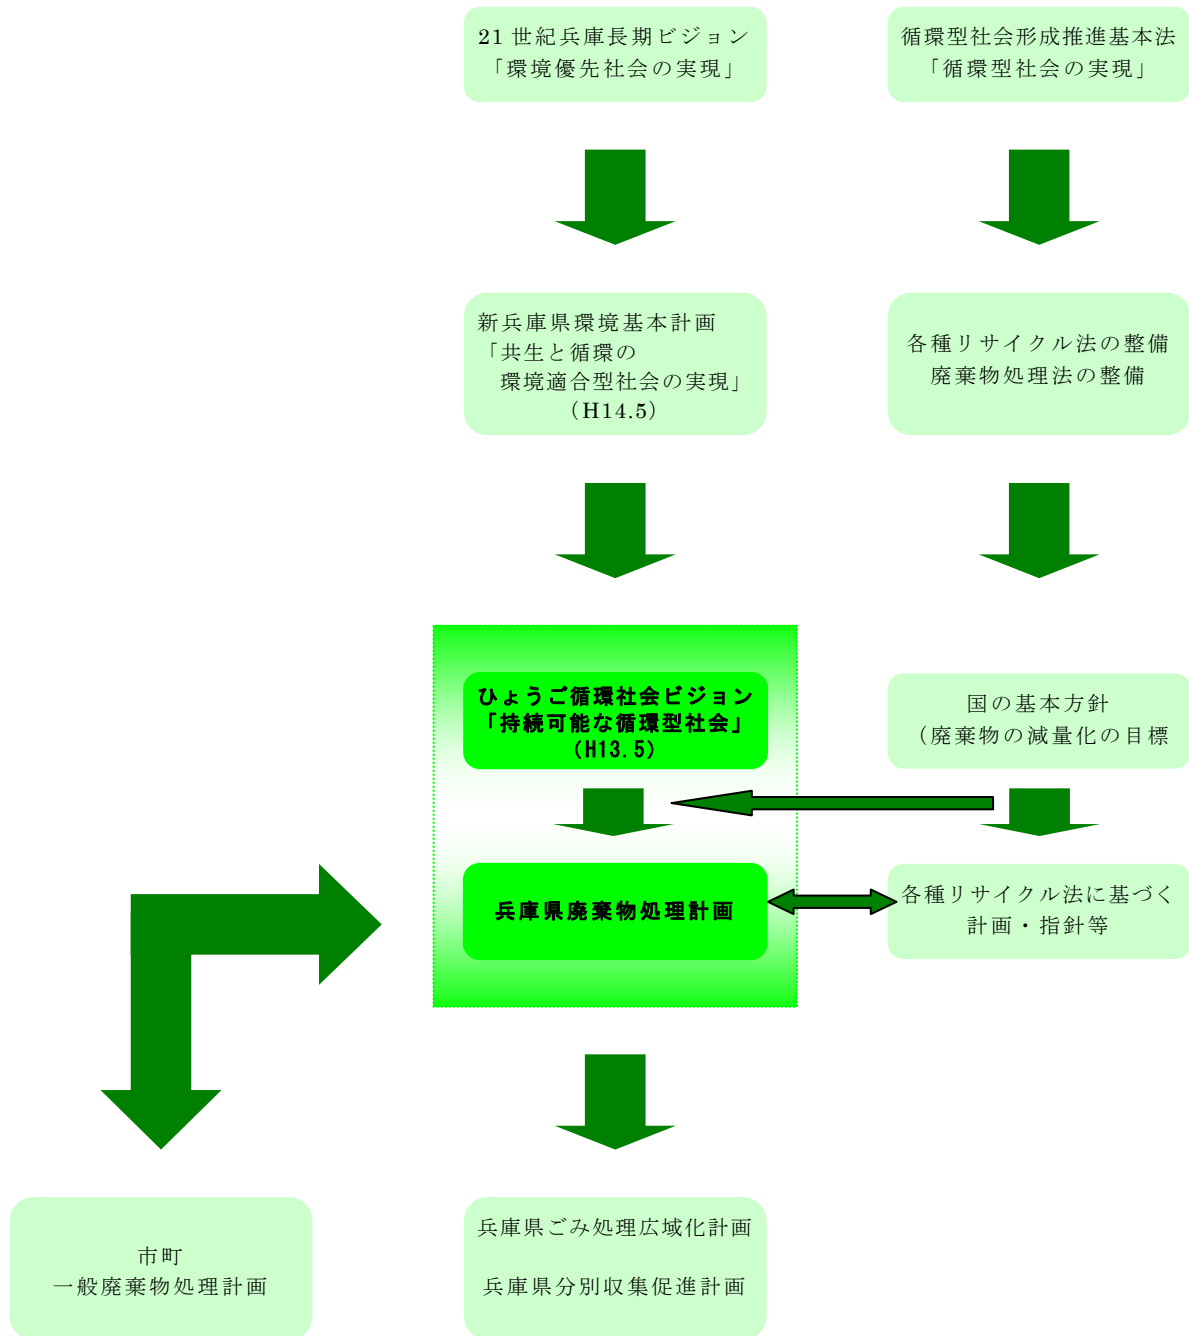 21 世紀兵庫長期ビジョン
「環境優先社会の実現」
循環型社会形成推進基本法
「循環型社会の実現」
新兵庫県環境基本計画
「共生と循環の
環境適合型社会の実現」
(H14.5)
各種リサイクル法の整備
廃棄物処理法の整備
ひょうご循環社会ビジョン
「持続可能な循環型社会」
(H13.5)
国の基本方針
(廃棄物の減量化の目標
兵庫県廃棄物処理計画
各種リサイクル法に基づく
計画・指針等
市町
一般廃棄物処理計画
兵庫県ごみ処理広域化計画
兵庫県分別収集促進計画